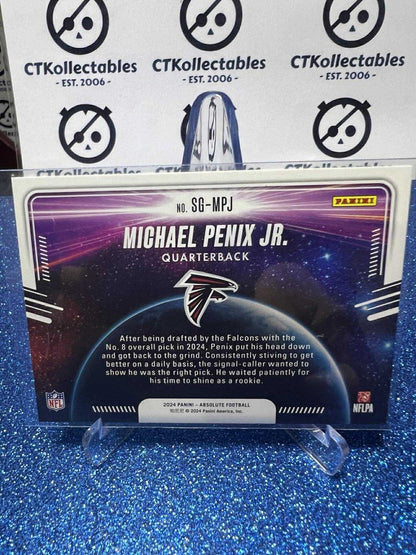 CTKollectables
- EST. 2006 -
CTKollectables
- EST. 2006 -
CTKollectables
- EST. 2006 -
NO. SG-MPJ
PANINI
MICHAEL PENIX JR.
QUARTERBACK
After being drafted by the Falcons with the
No. 8 overall pick in 2024, Penix put his head down
and got back to the grind. Consistently stiving to get
better on a daily basis, the signal-caller wanted to
show he was the right pick. He waited patiently for
his time to shine as a rookie.
NFL
2024 PANINI – ABSOLUTE FOOTBALL
© 2024 Panini America, Inc.
NFLPA